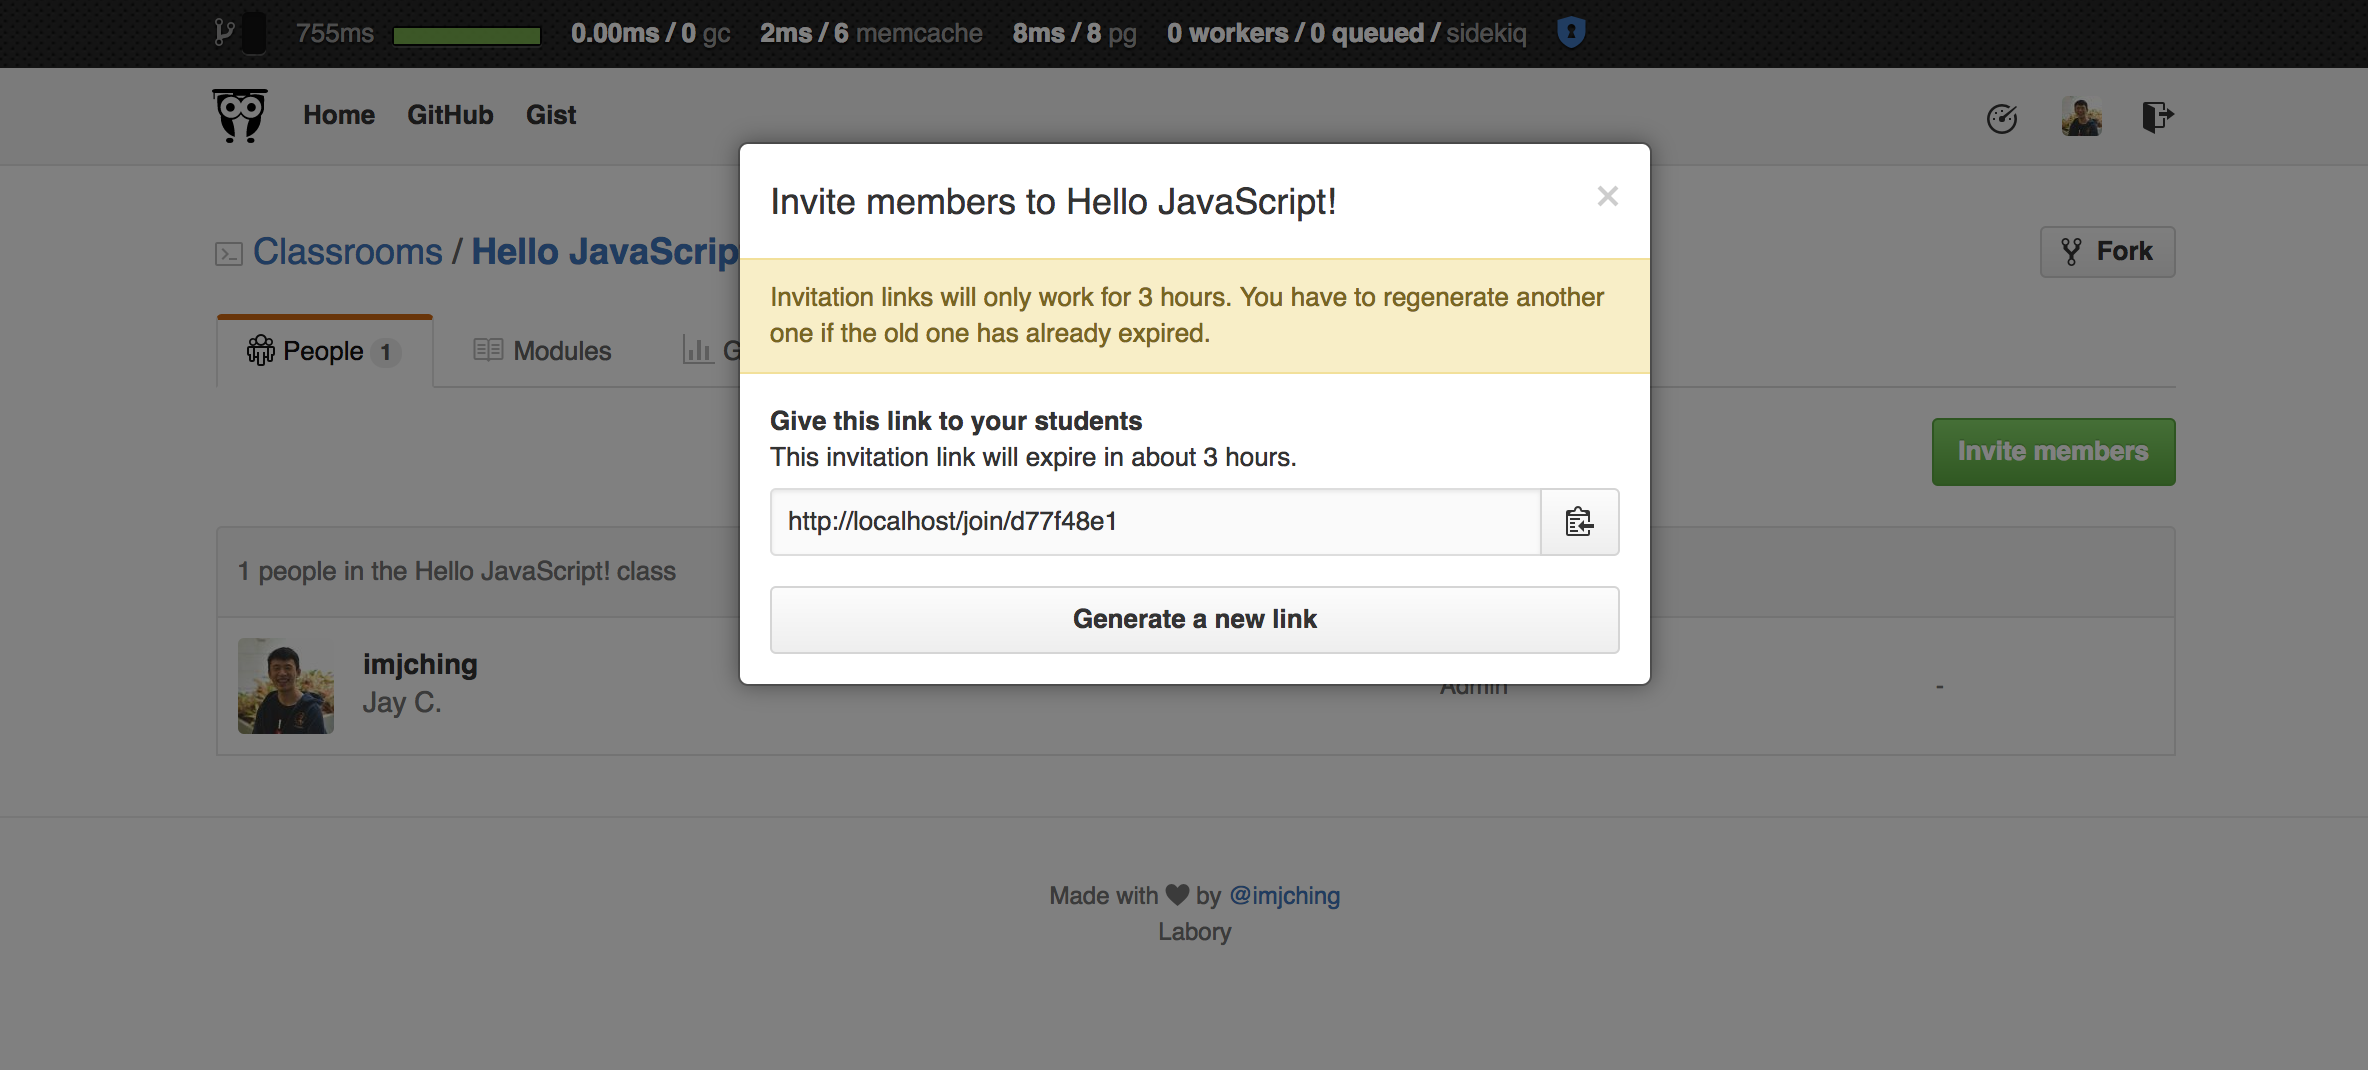 755ms 0.00ms / 0 gc 2ms / 6 memcache 8ms / 8 pg 0 workers / 0 queued / sidekiq
Home GitHub Gist
Invite members to Hello JavaScript!
Classrooms / Hello JavaScrip
Fork
Invitation links will only work for 3 hours. You have to regenerate another
one if the old one has already expired.
People 1 Modules G
Give this link to your students
This invitation link will expire in about 3 hours.
Invite members
http://localhost/join/d77f48e1
1 people in the Hello JavaScript! class
Generate a new link
imjching
Jay C.
Admin -
Made with ♥ by @imjching
Labory